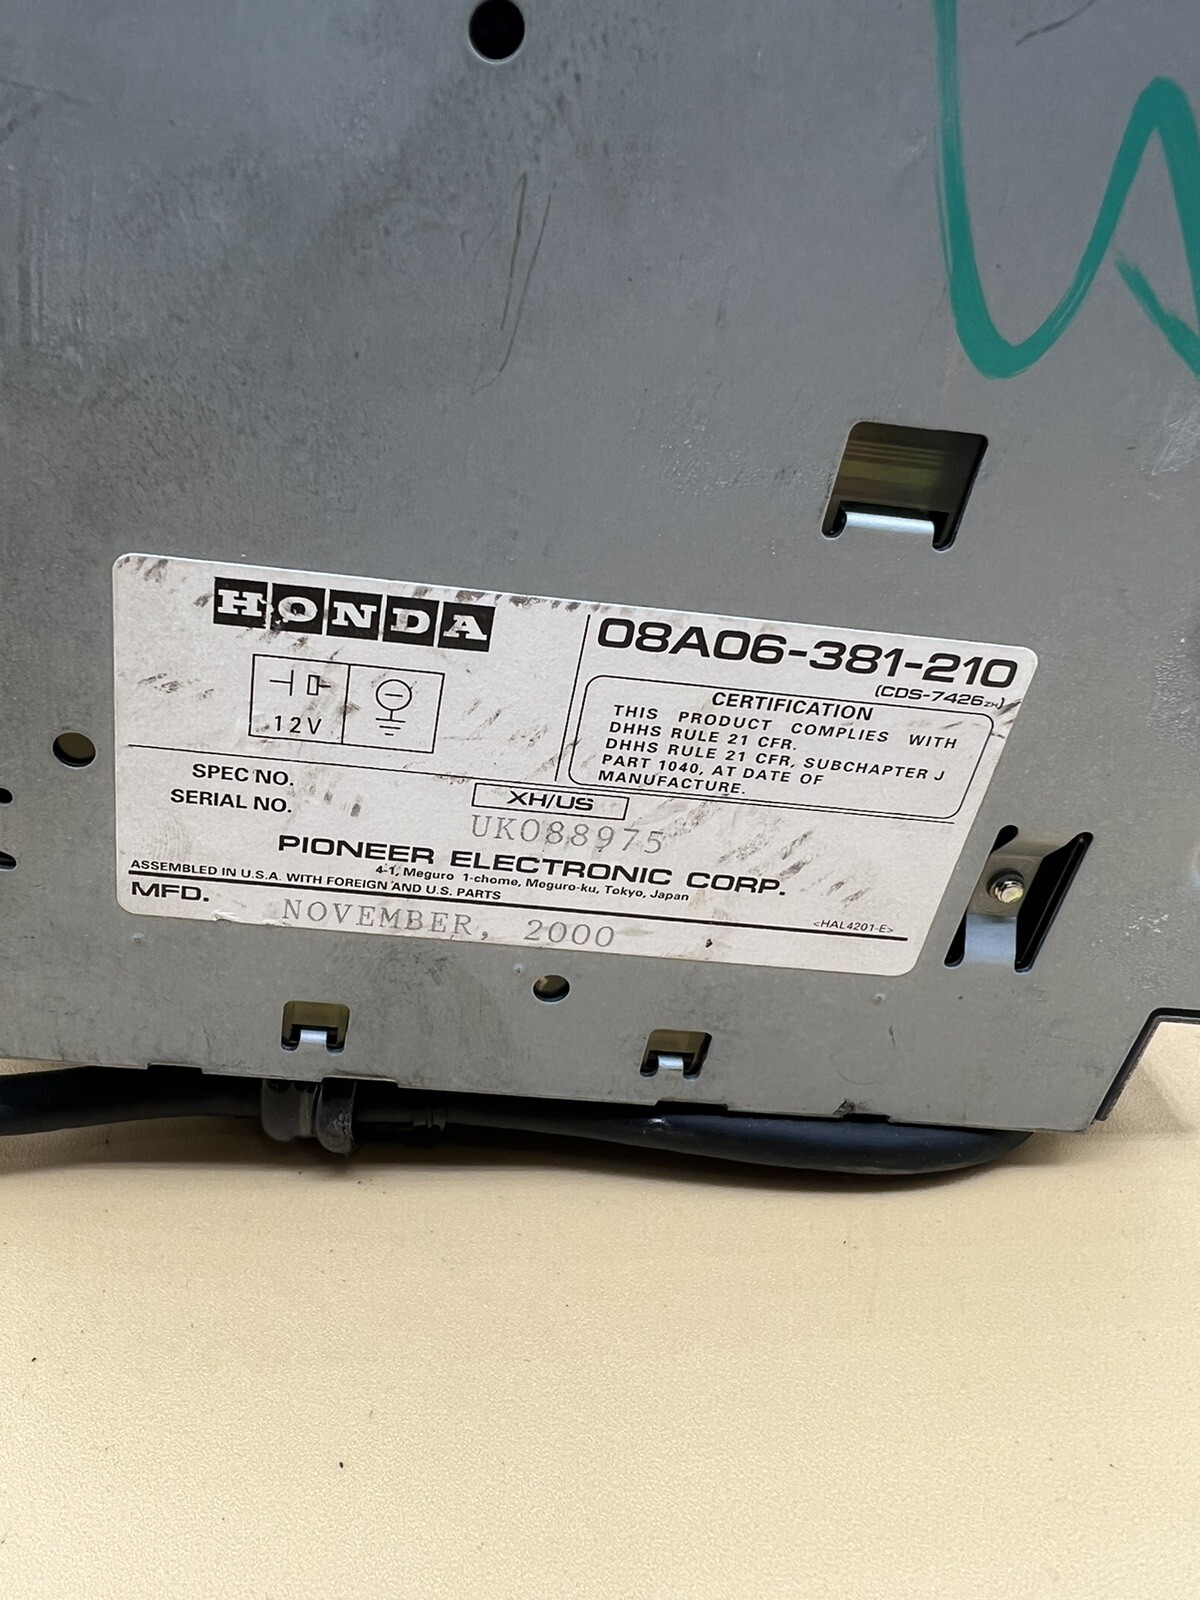 HONDA
08A06-381-210
(CDS-7426ZH)
12V
CERTIFICATION
THIS PRODUCT COMPLIES WITH
DHHS RULE 21 CFR.
DHHS RULE 21 CFR, SUBCHAPTER J
PART 1040, AT DATE OF
MANUFACTURE.
SPEC NO. XH/US
SERIAL NO. UK088975
PIONEER ELECTRONIC CORP.
4-1, Meguro 1-chome, Meguro-ku, Tokyo, Japan
ASSEMBLED IN U.S.A. WITH FOREIGN AND U.S. PARTS
<HAL4201-E>
MFD. NOVEMBER, 2000